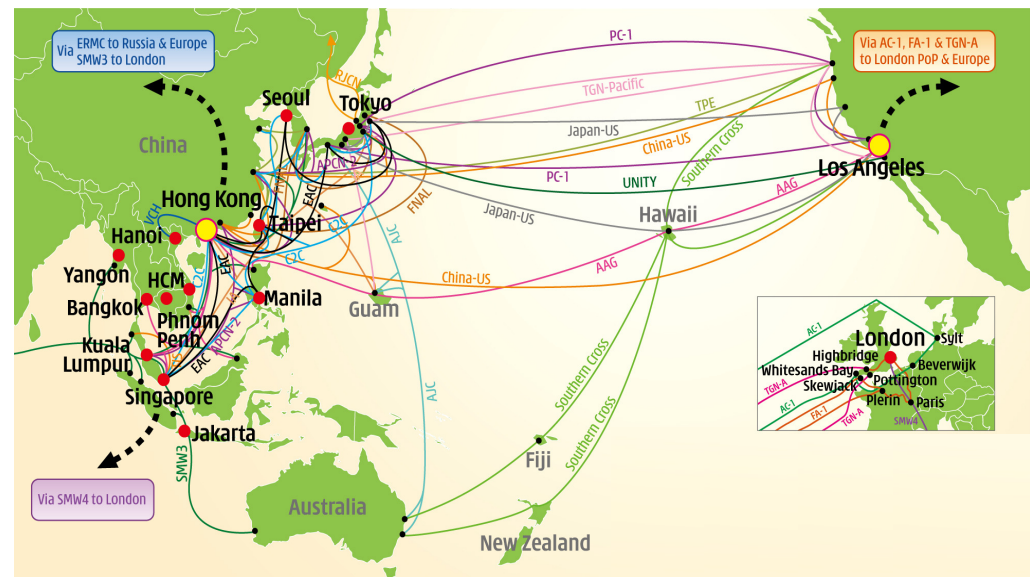 Via ERMC to Russia & Europe
SMW3 to London
Via AC-1, FA-1 & TGN-A
to London PoP & Europe
PC-1
RJCN
TGN-Pacific
Seoul
Tokyo
TPE
Japan-US
China-US
Southern Cross
China
APCN-2
PC-1
Los Angeles
UNITY
AAG
EAC
FNAL
Hong Kong
Japan-US
Hawaii
VCH
Taipei
C2C
AJC
Hanoi
C2C
EAC
AAG
Yangon
C2C
China-US
HCM
Manila
Bangkok
Guam
Phnom
Penh
APCN-2
Kuala
Lumpur
EAC
Singapore
Southern Cross
AJC
Southern Cross
Jakarta
SMW3
Fiji
Via SMW4 to London
Australia
New Zealand
AC-1
London
Sylt
Highbridge
Whitesands Bay
Beverwijk
Skewjack
Pottington
TGN-A
Plerin
Paris
AC-1
FA-1
TGN-A
SMW4